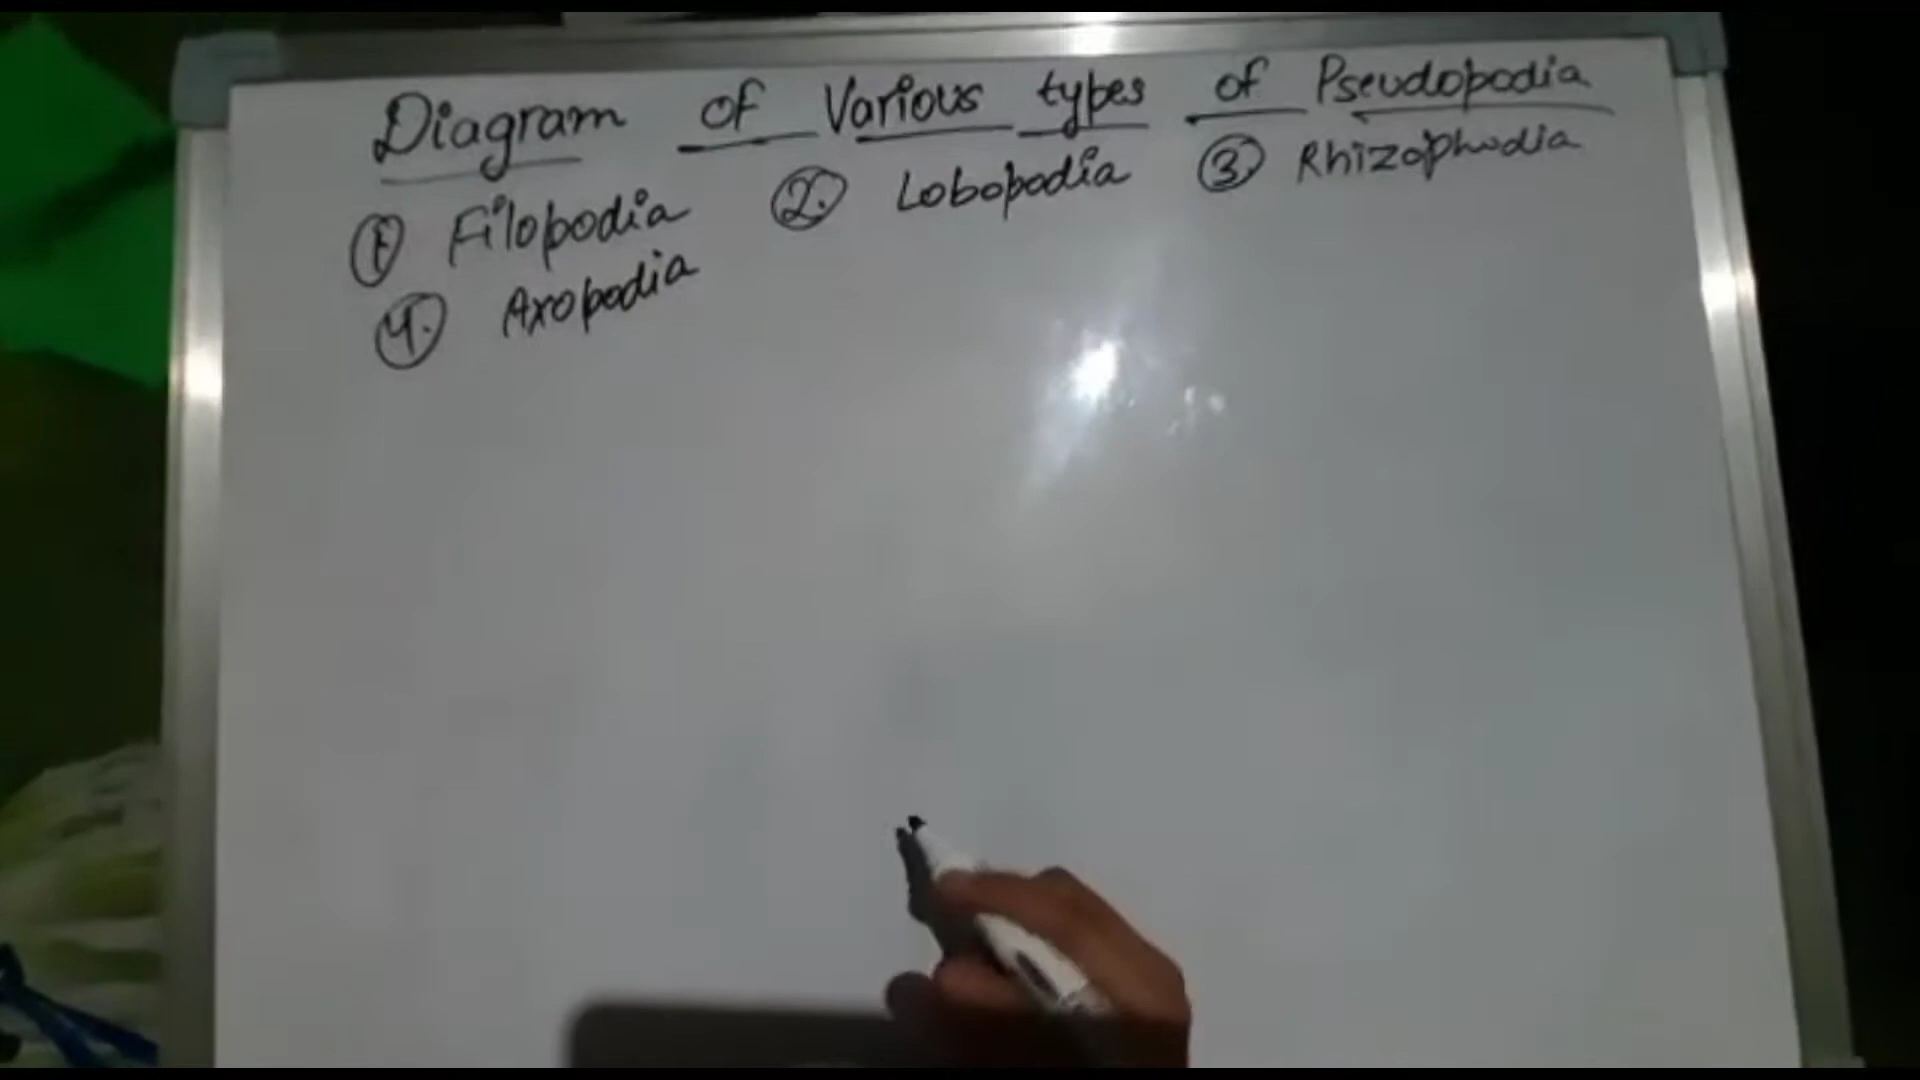 Diagram of Various types of Pseudopodia
① Filopodia ②. Lobopodia ③ Rhizophodia
④. Axopodia